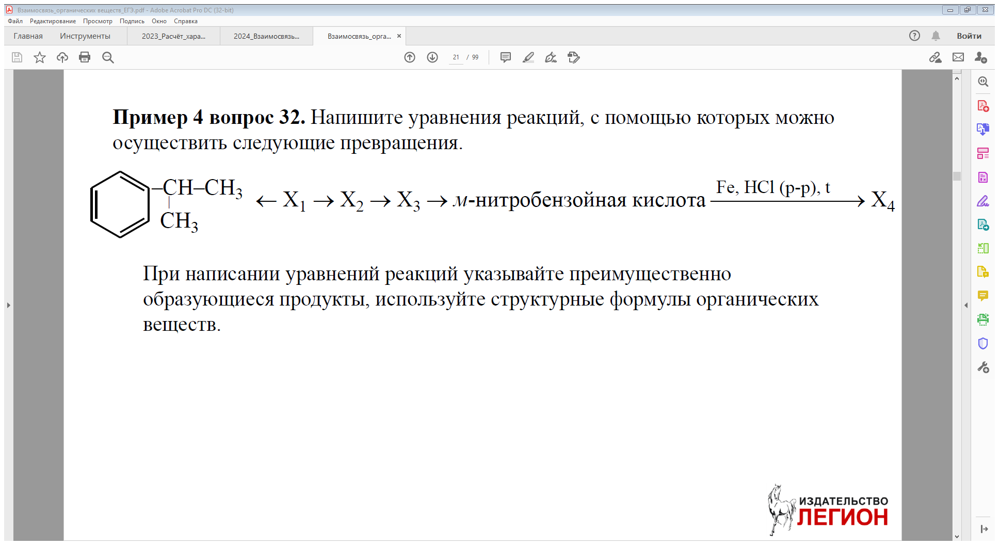 Взаимосвязь_органических веществ_ЕГЭ.pdf - Adobe Acrobat Pro DC (32-bit)
Файл Редактирование Просмотр Подпись Окно Справка
Главная Инструменты 2023_Расчёт_хара... 2024_Взаимосвязь... Взаимосвязь_орга... × Войти
21 / 99
Пример 4 вопрос 32. Напишите уравнения реакций, с помощью которых можно
осуществить следующие превращения.
–CH–CH₃
|
CH₃
← X₁ → X₂ → X₃ → м-нитробензойная кислота Fe, HCl (р-р), t → X₄
При написании уравнений реакций указывайте преимущественно
образующиеся продукты, используйте структурные формулы органических
веществ.
ИЗДАТЕЛЬСТВО
ЛЕГИОН